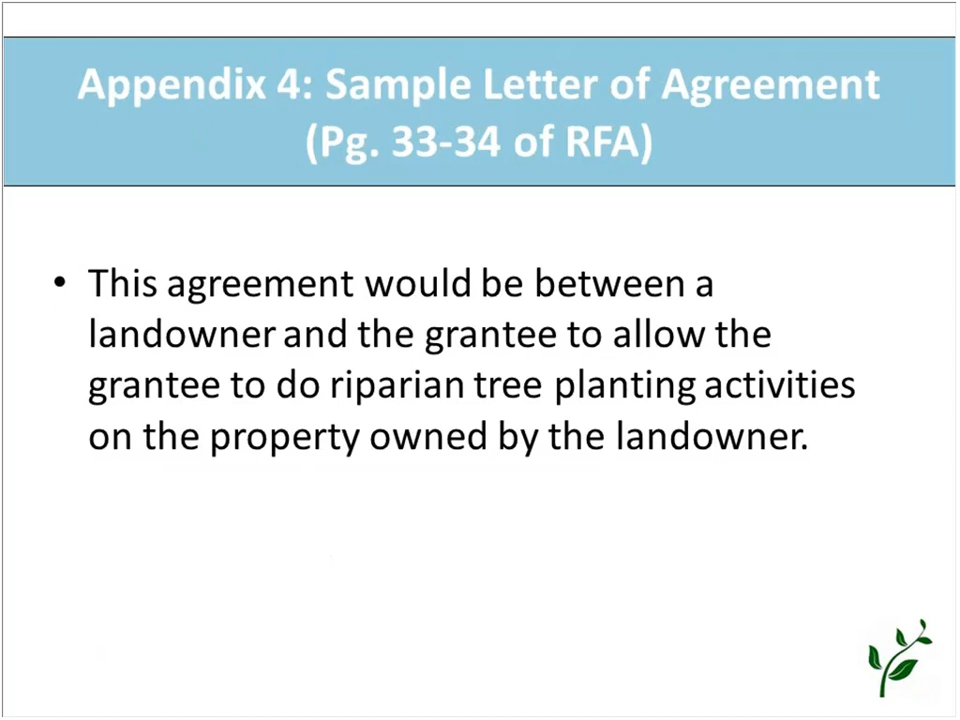 Appendix 4: Sample Letter of Agreement
(Pg. 33-34 of RFA)
• This agreement would be between a
landowner and the grantee to allow the
grantee to do riparian tree planting activities
on the property owned by the landowner.